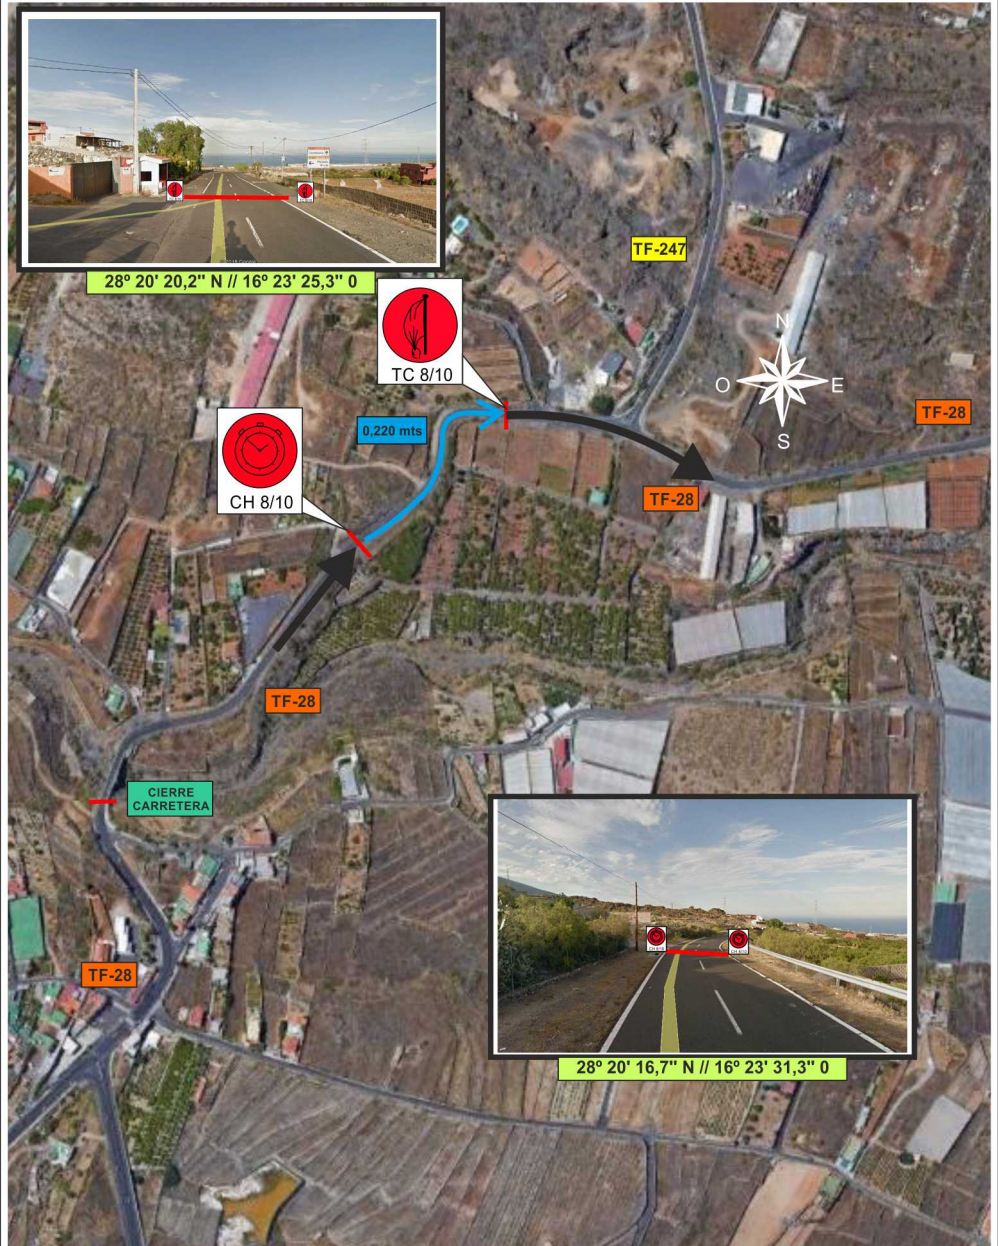 28º 20' 20,2" N // 16º 23' 25,3" 0
TF-247
TC 8/10
N
O
E
S
TF-28
0,220 mts
CH 8/10
TF-28
TF-28
CIERRE
CARRETERA
TF-28
28º 20' 16,7" N // 16º 23' 31,3" 0